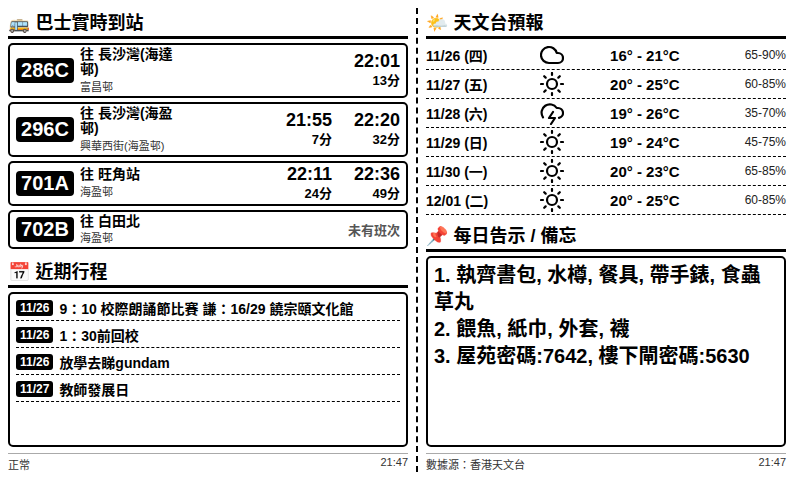 巴士實時到站
286C
往 長沙灣(海達
邨)
富昌邨
22:01
13分
296C
往 長沙灣(海盈
邨)
興華西街(海盈邨)
21:55
7分
22:20
32分
701A
往 旺角站
海盈邨
22:11
24分
22:36
49分
702B
往 白田北
海盈邨
未有班次
近期行程
11/26 9：10 校際朗誦節比賽 謙：16/29 饒宗頤文化館
11/26 1：30前回校
11/26 放學去睇gundam
11/27 教師發展日
正常 21:47
天文台預報
11/26 (四) 16° - 21°C 65-90%
11/27 (五) 20° - 25°C 60-85%
11/28 (六) 19° - 26°C 35-70%
11/29 (日) 19° - 24°C 45-75%
11/30 (一) 20° - 23°C 65-85%
12/01 (二) 20° - 25°C 60-85%
每日告示 / 備忘
1. 執齊書包, 水樽, 餐具, 帶手錶, 食蟲
草丸
2. 餵魚, 紙巾, 外套, 襪
3. 屋苑密碼:7642, 樓下閘密碼:5630
數據源：香港天文台 21:47